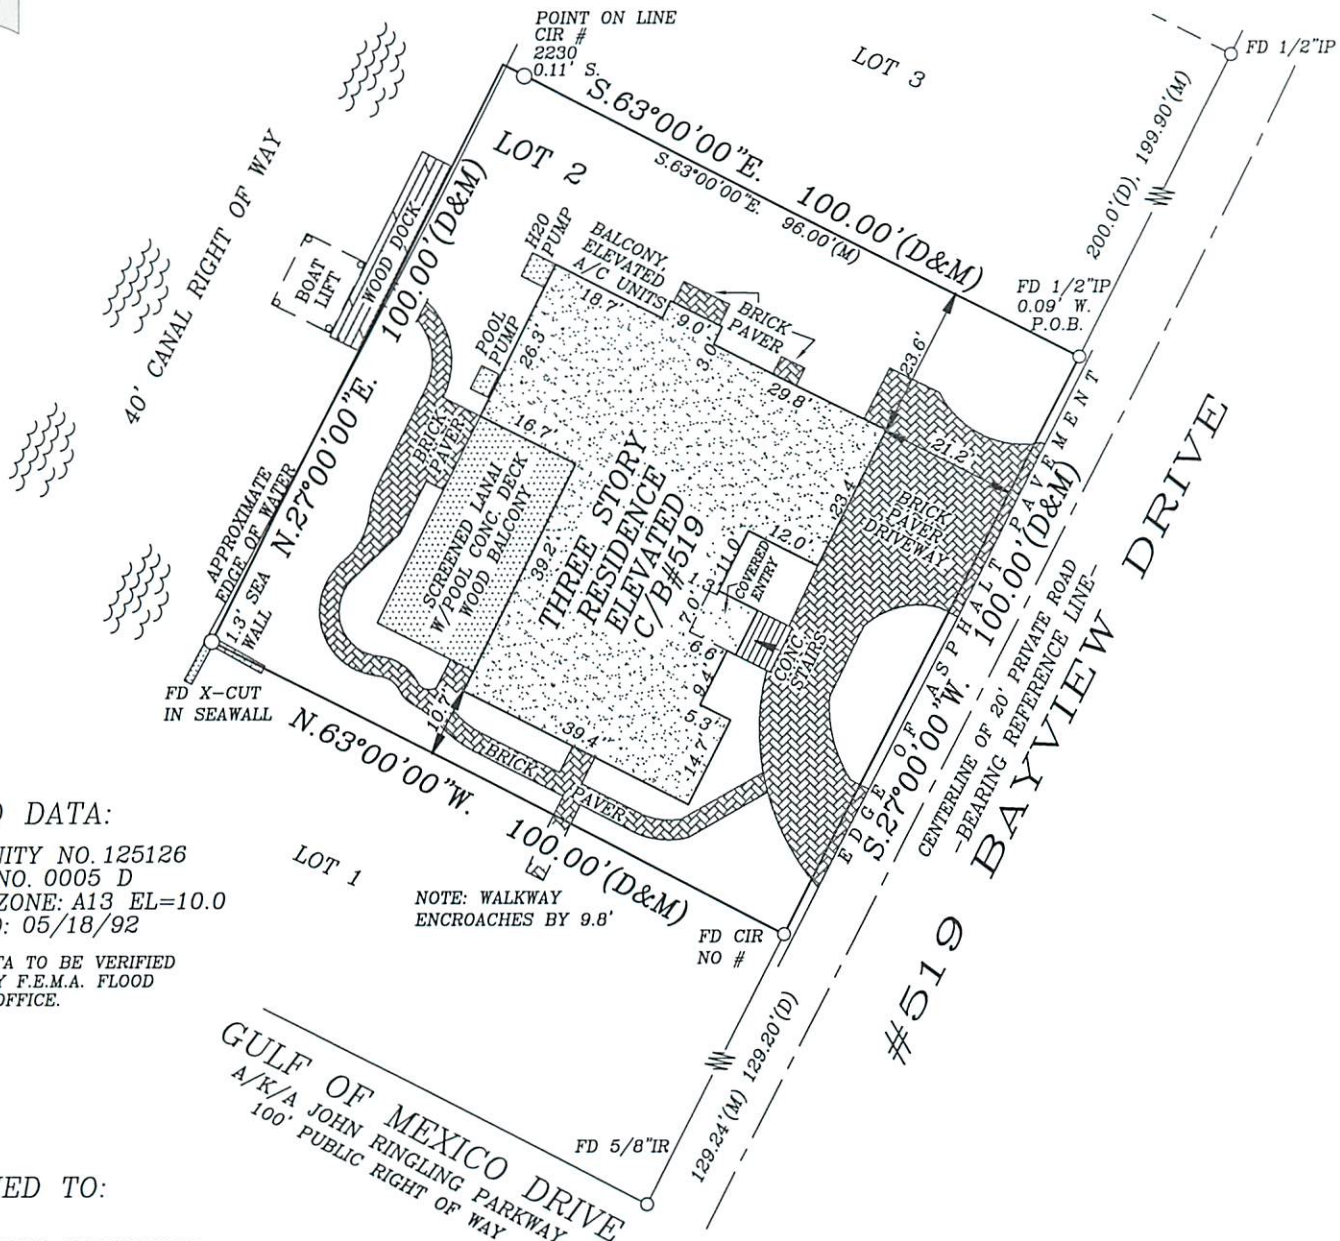 POINT ON LINE
CIR #
2230
0.11' S.
FD 1/2"IP
LOT 3
S.63°00'00"E. 100.00'(D&M)
S.63°00'00"E. 96.00'(M)
200.0'(D), 199.90'(M)
LOT 2
40' CANAL RIGHT OF WAY
BOAT
LIFT
WOOD DOCK
N.27°00'00"E. 100.00'(D&M)
H20
PUMP
BALCONY,
ELEVATED
A/C UNITS
BRICK
PAVER
FD 1/2"IP
0.09' W.
P.O.B.
18.7'
9.0'
3.0'
29.8'
23.6'
26.3'
POOL
PUMP
BRICK
PAVER
16.7'
21.2'
23.4'
SCREENED LANAI
W/POOL CONC. DECK
WOOD BALCONY
39.2'
THREE STORY
RESIDENCE
ELEVATED
C/B#519
BRICK
PAVER
DRIVEWAY
12.0'
11.0'
1.3'
7.0'
COVERED
ENTRY
6.6'
CONC.
STAIRS
9.4'
5.3'
14.7'
39.4'
10.7'
APPROXIMATE
EDGE OF WATER
1.3' SEA
WALL
FD X-CUT
IN SEAWALL
N.63°00'00"W. 100.00'(D&M)
BRICK PAVER
EDGE OF ASPHALT PAVEMENT
S.27°00'00"W. 100.00'(D&M)
CENTERLINE OF 20' PRIVATE ROAD
-BEARING REFERENCE LINE-
#519 BAYVIEW DRIVE
D DATA:
NITY NO. 125126
NO. 0005 D
ZONE: A13 EL=10.0
: 05/18/92
TA TO BE VERIFIED
Y F.E.M.A. FLOOD
OFFICE.
LOT 1
NOTE: WALKWAY
ENCROACHES BY 9.8'
FD CIR
NO #
129.24'(M) 129.20'(D)
FD 5/8"IR
GULF OF MEXICO DRIVE
A/K/A JOHN RINGLING PARKWAY
100' PUBLIC RIGHT OF WAY
IED TO: